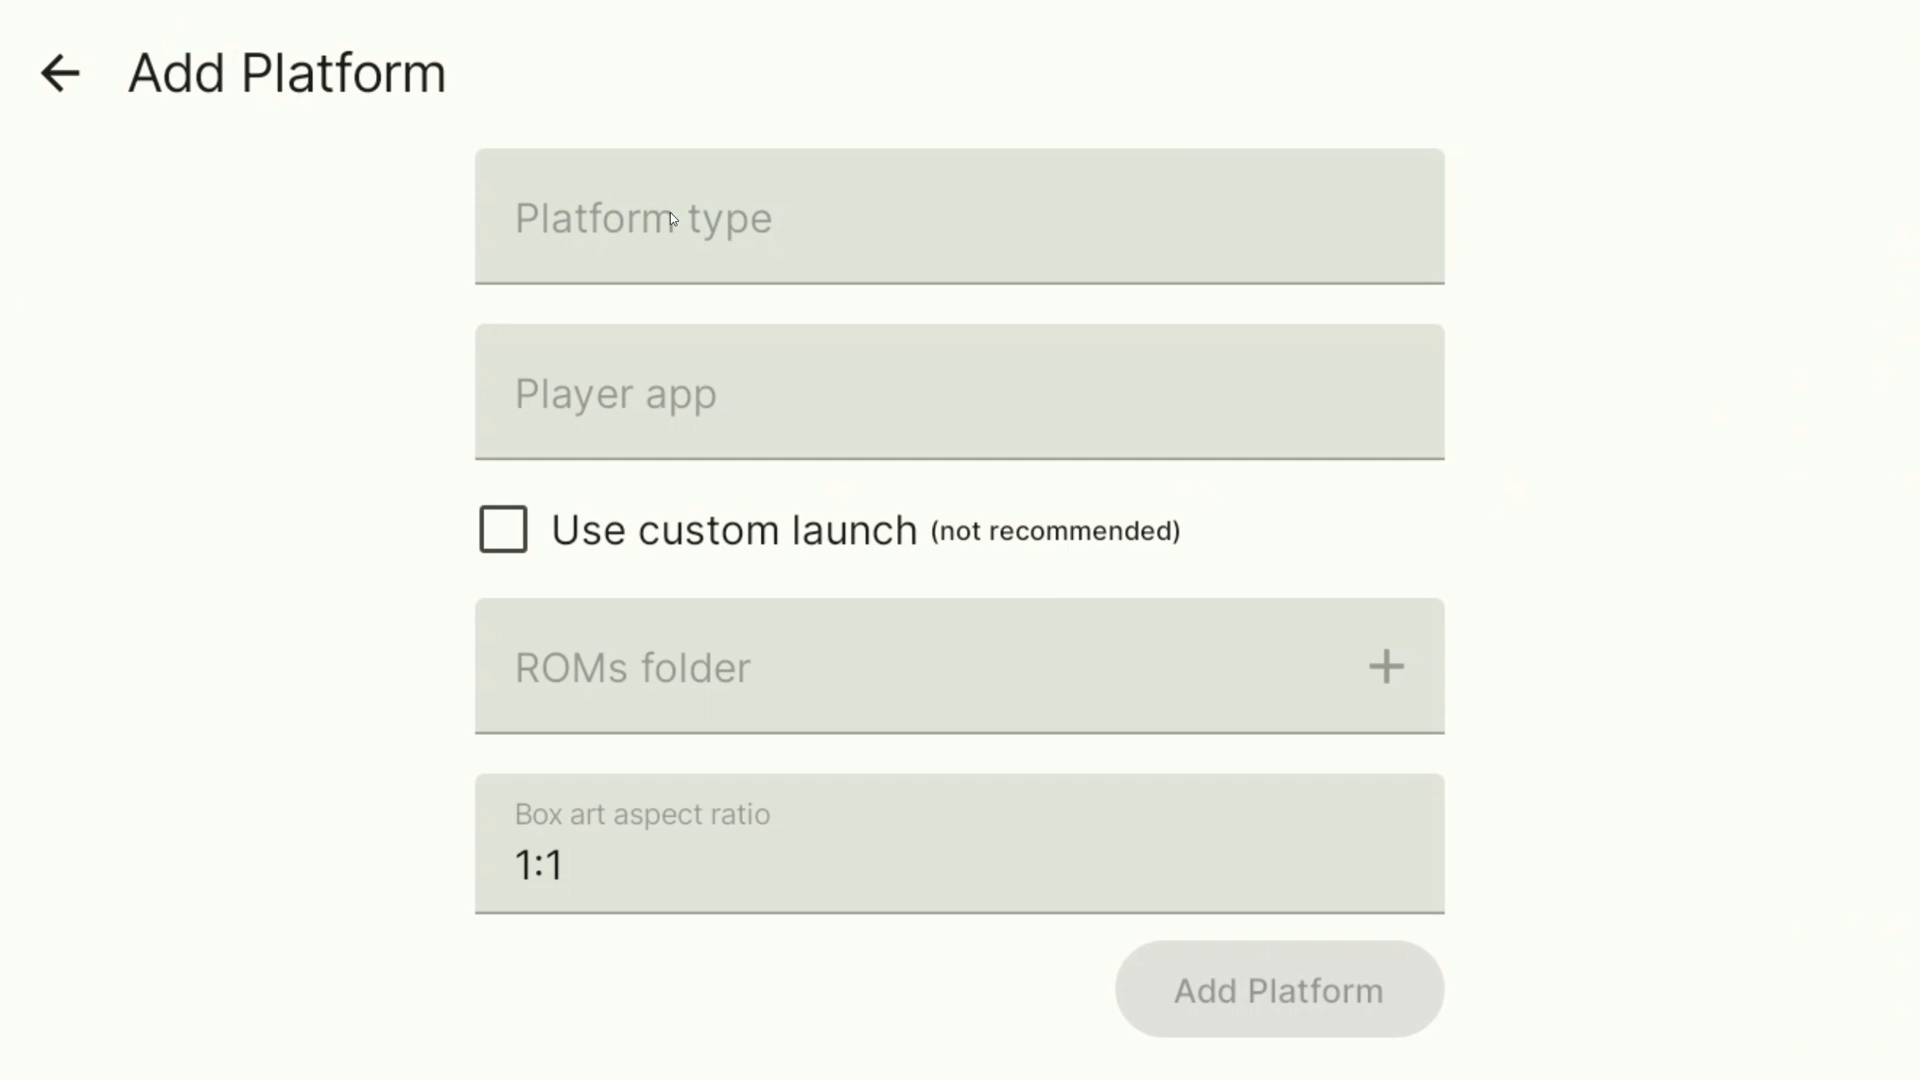 Add Platform
Platform type
Player app
Use custom launch (not recommended)
ROMs folder
Box art aspect ratio
1:1
Add Platform